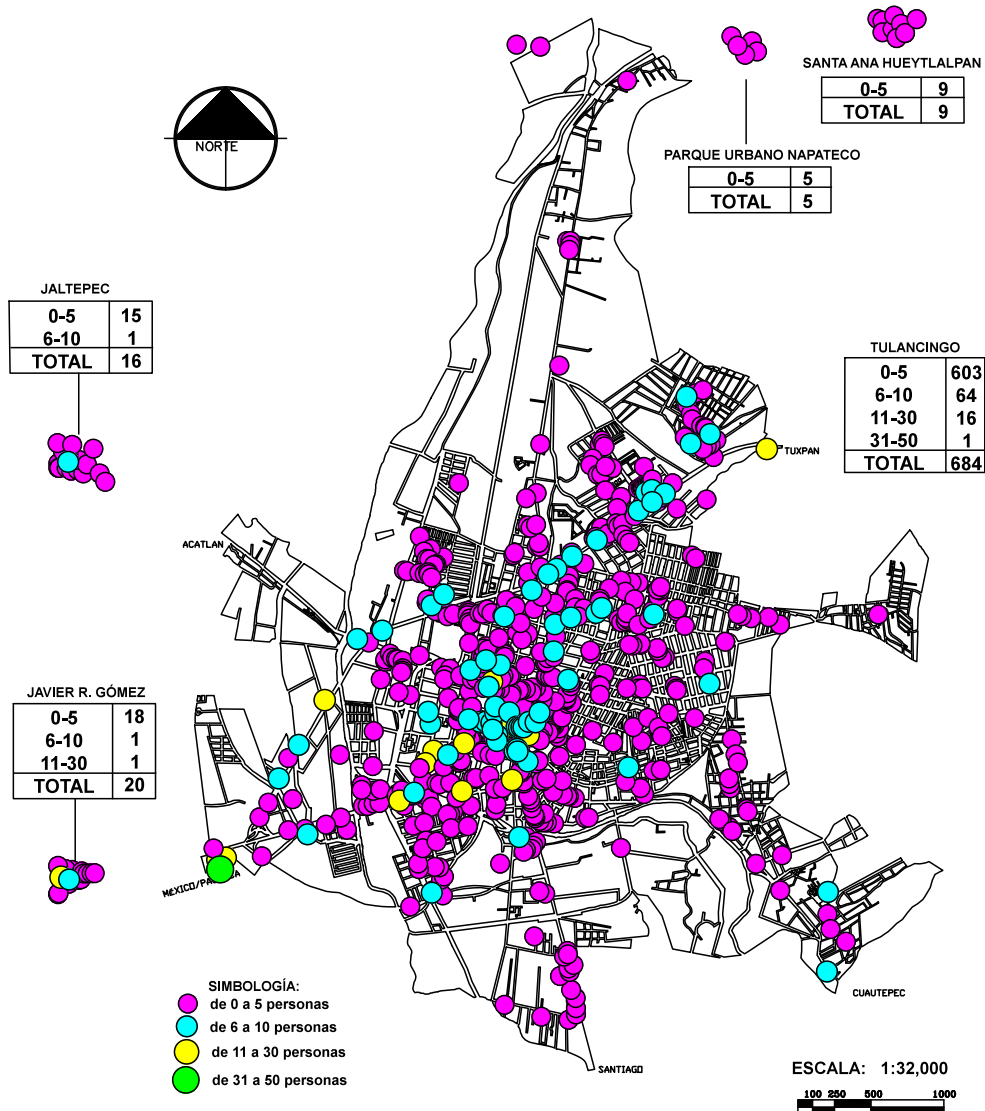 SANTA ANA HUEYTLALPAN
0-5 9
TOTAL 9
NORTE
PARQUE URBANO NAPATECO
0-5 5
TOTAL 5
JALTEPEC
0-5 15
6-10 1
TOTAL 16
TULANCINGO
0-5 603
6-10 64
11-30 16
31-50 1
TOTAL 684
TUXPAN
ACATLAN
JAVIER R. GÓMEZ
0-5 18
6-10 1
11-30 1
TOTAL 20
CUAUTEPEC
SIMBOLOGÍA:
de 0 a 5 personas
de 6 a 10 personas
de 11 a 30 personas
de 31 a 50 personas
SANTIAGO
ESCALA: 1:32,000
100 250 500 1000